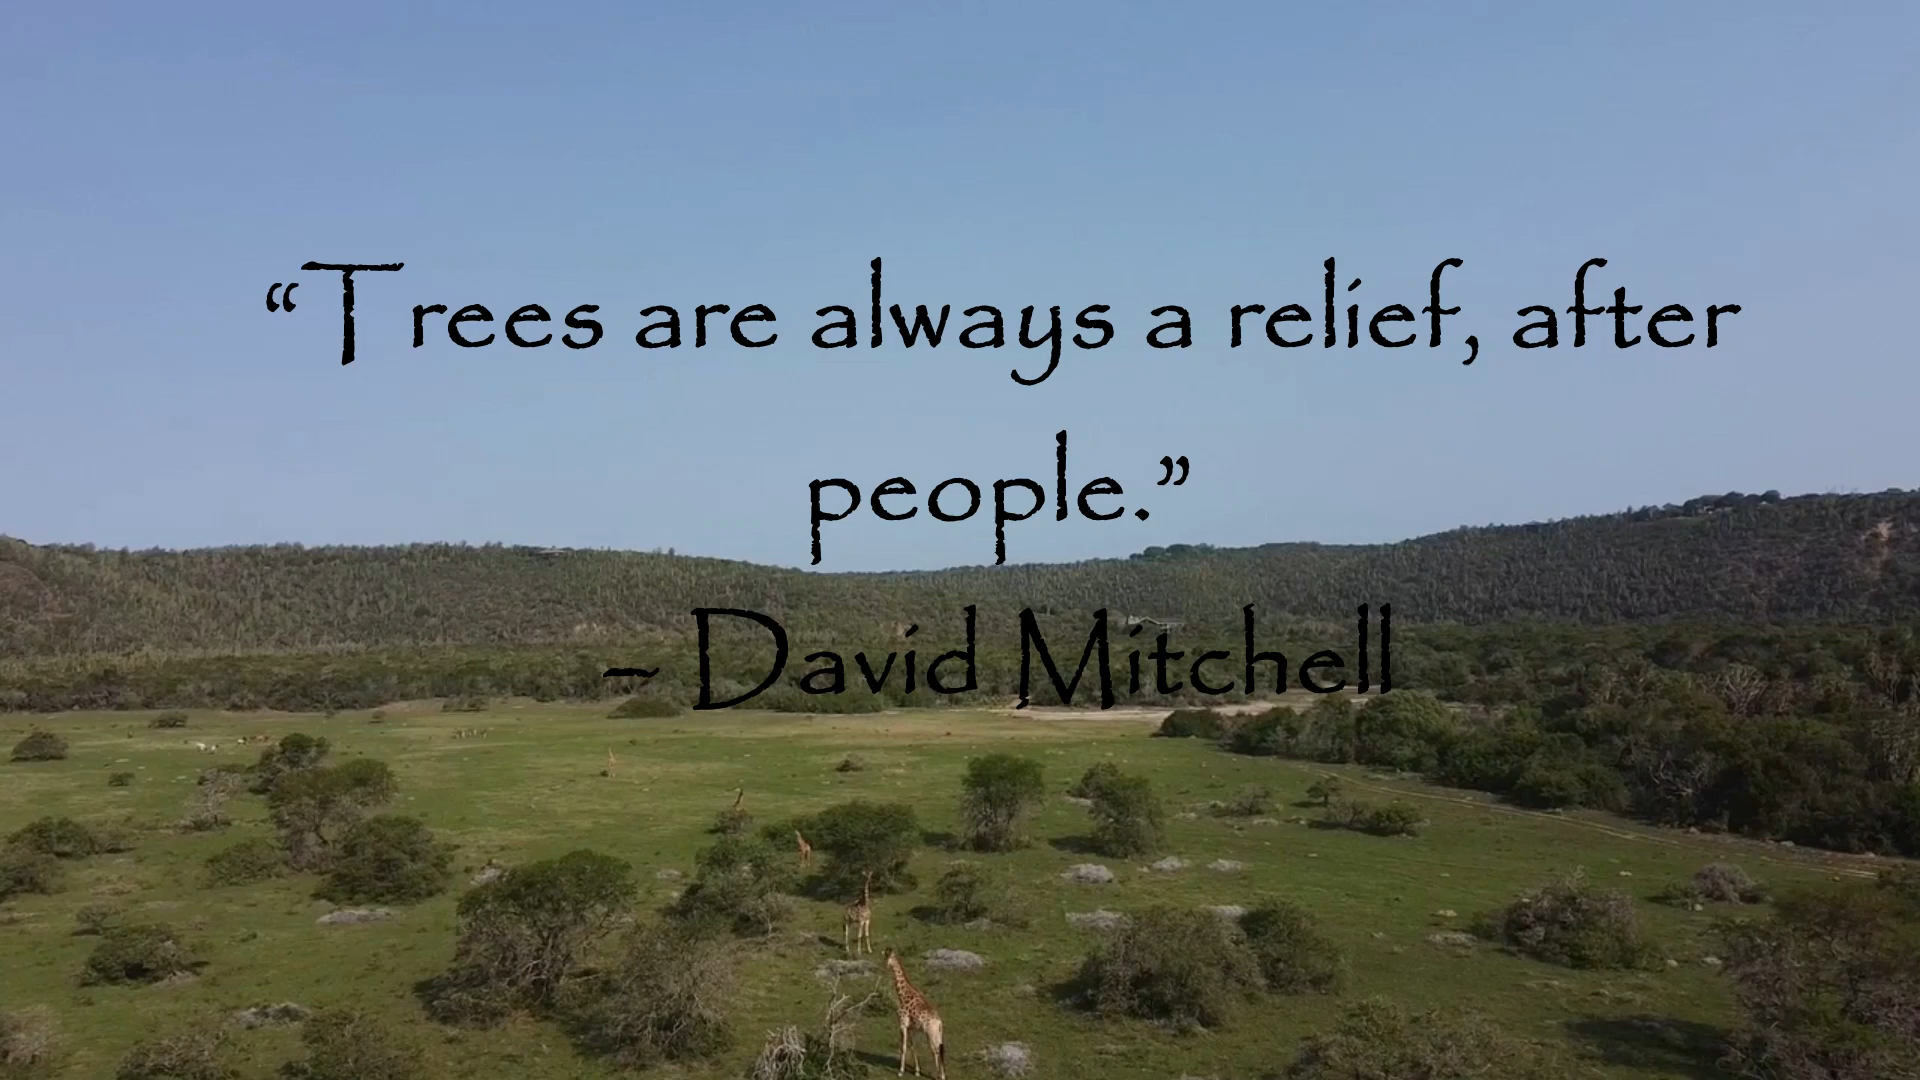 “Trees are always a relief, after
people.”
~ David Mitchell